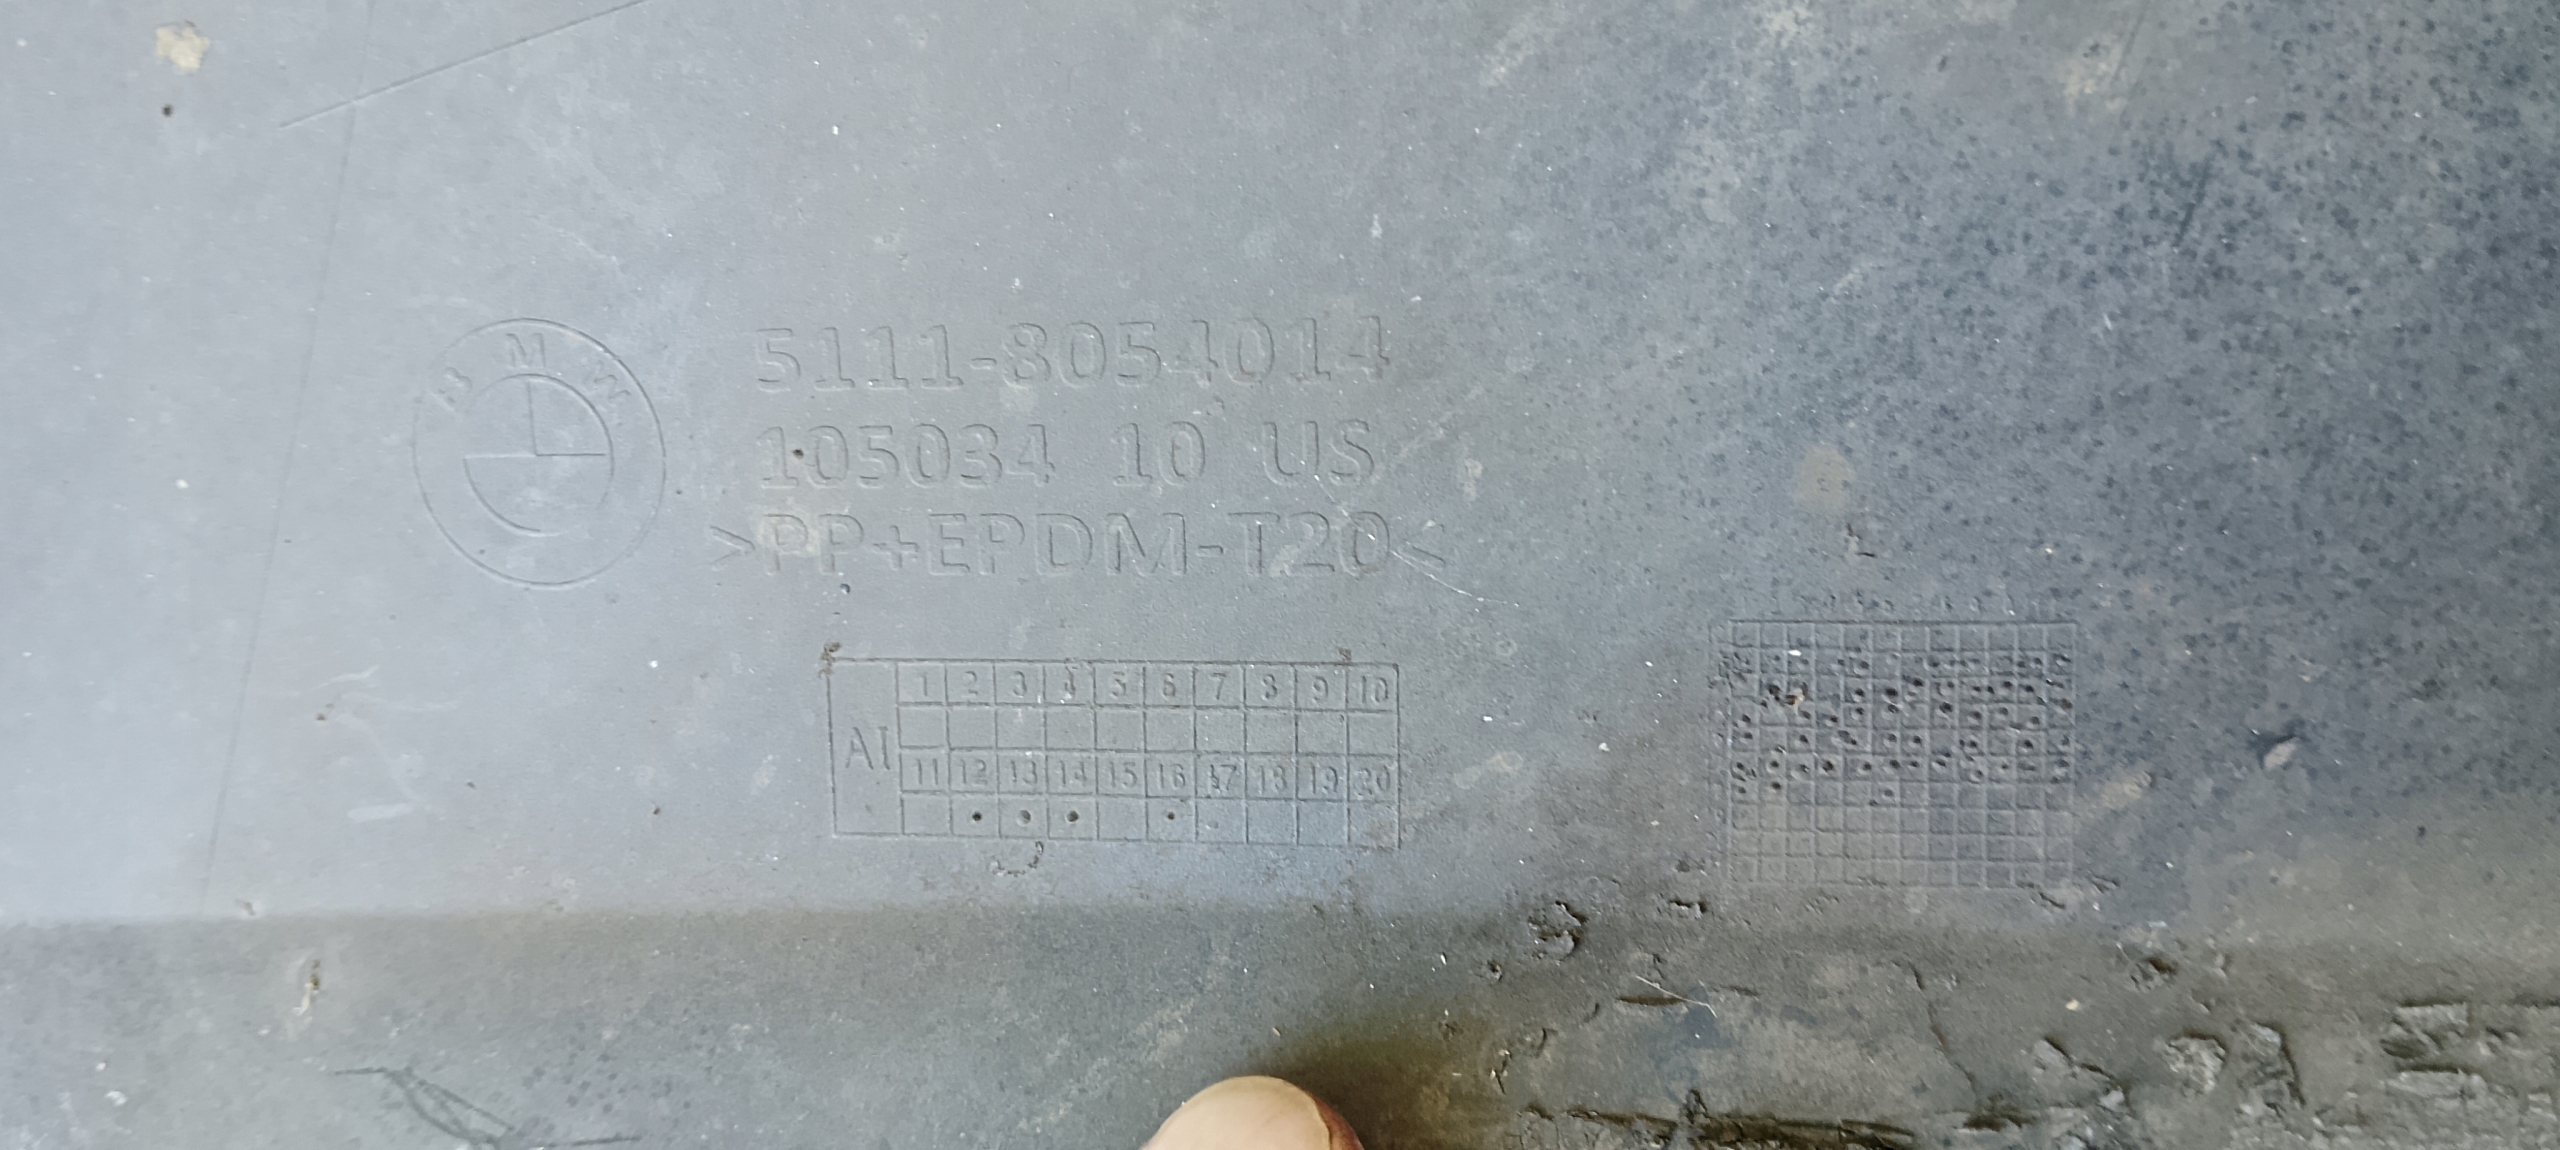 BMW
5111-8054014
105034 10 US
>PP+EPDM-T20<
1 2 3 4 5 6 7 8 9 10
AI
11 12 13 14 15 16 17 18 19 20